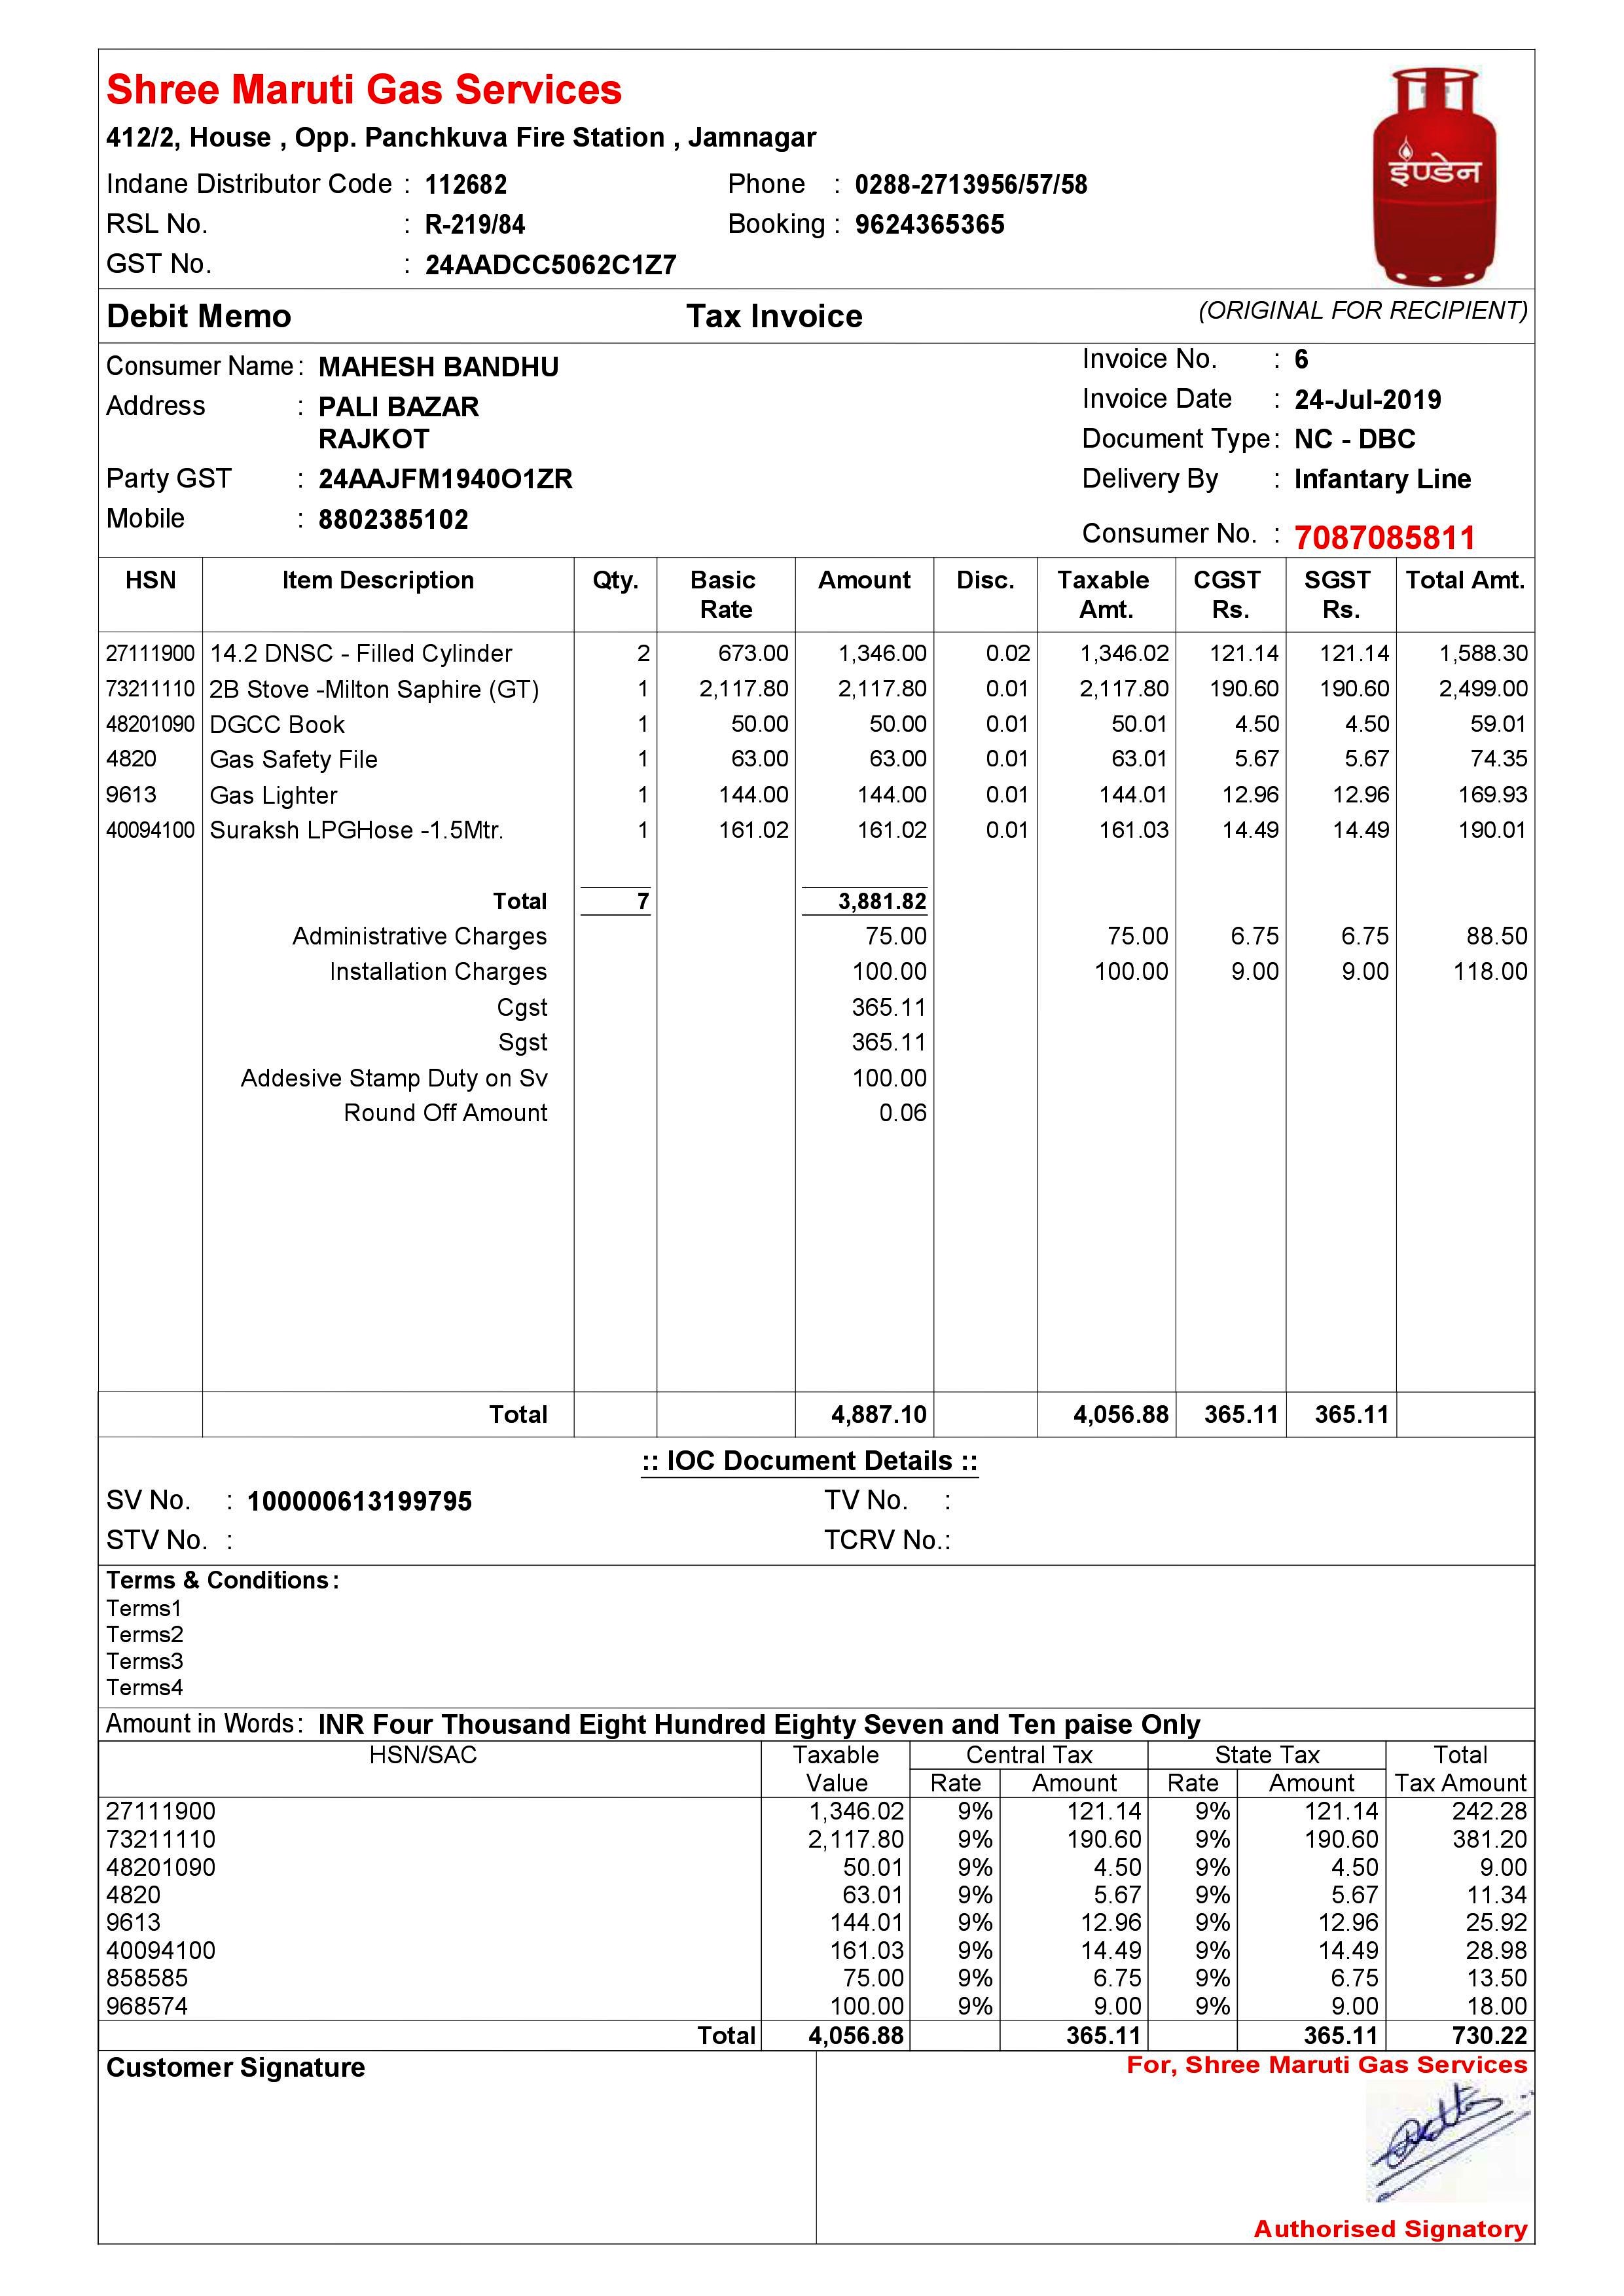 Shree Maruti Gas Services
412/2, House , Opp. Panchkuva Fire Station , Jamnagar
Indane Distributor Code : 112682 Phone : 0288-2713956/57/58
RSL No. : R-219/84 Booking : 9624365365
GST No. : 24AADCC5062C1Z7
इण्डेन
Debit Memo Tax Invoice (ORIGINAL FOR RECIPIENT)
Consumer Name : MAHESH BANDHU Invoice No. : 6
Address : PALI BAZAR Invoice Date : 24-Jul-2019
RAJKOT Document Type : NC - DBC
Party GST : 24AAJFM1940O1ZR Delivery By : Infantary Line
Mobile : 8802385102 Consumer No. : 7087085811
HSN Item Description Qty. Basic Rate Amount Disc. Taxable Amt. CGST Rs. SGST Rs. Total Amt.
27111900 14.2 DNSC - Filled Cylinder 2 673.00 1,346.00 0.02 1,346.02 121.14 121.14 1,588.30
73211110 2B Stove -Milton Saphire (GT) 1 2,117.80 2,117.80 0.01 2,117.80 190.60 190.60 2,499.00
48201090 DGCC Book 1 50.00 50.00 0.01 50.01 4.50 4.50 59.01
4820 Gas Safety File 1 63.00 63.00 0.01 63.01 5.67 5.67 74.35
9613 Gas Lighter 1 144.00 144.00 0.01 144.01 12.96 12.96 169.93
40094100 Suraksh LPGHose -1.5Mtr. 1 161.02 161.02 0.01 161.03 14.49 14.49 190.01
Total 7 3,881.82
Administrative Charges 75.00 75.00 6.75 6.75 88.50
Installation Charges 100.00 100.00 9.00 9.00 118.00
Cgst 365.11
Sgst 365.11
Addesive Stamp Duty on Sv 100.00
Round Off Amount 0.06
Total 4,887.10 4,056.88 365.11 365.11
:: IOC Document Details ::
SV No. : 100000613199795 TV No. :
STV No. : TCRV No.:
Terms & Conditions :
Terms1
Terms2
Terms3
Terms4
Amount in Words : INR Four Thousand Eight Hundred Eighty Seven and Ten paise Only
HSN/SAC Taxable Central Tax State Tax Total
Value Rate Amount Rate Amount Tax Amount
27111900 1,346.02 9% 121.14 9% 121.14 242.28
73211110 2,117.80 9% 190.60 9% 190.60 381.20
48201090 50.01 9% 4.50 9% 4.50 9.00
4820 63.01 9% 5.67 9% 5.67 11.34
9613 144.01 9% 12.96 9% 12.96 25.92
40094100 161.03 9% 14.49 9% 14.49 28.98
858585 75.00 9% 6.75 9% 6.75 13.50
968574 100.00 9% 9.00 9% 9.00 18.00
Total 4,056.88 365.11 365.11 730.22
Customer Signature For, Shree Maruti Gas Services
Authorised Signatory